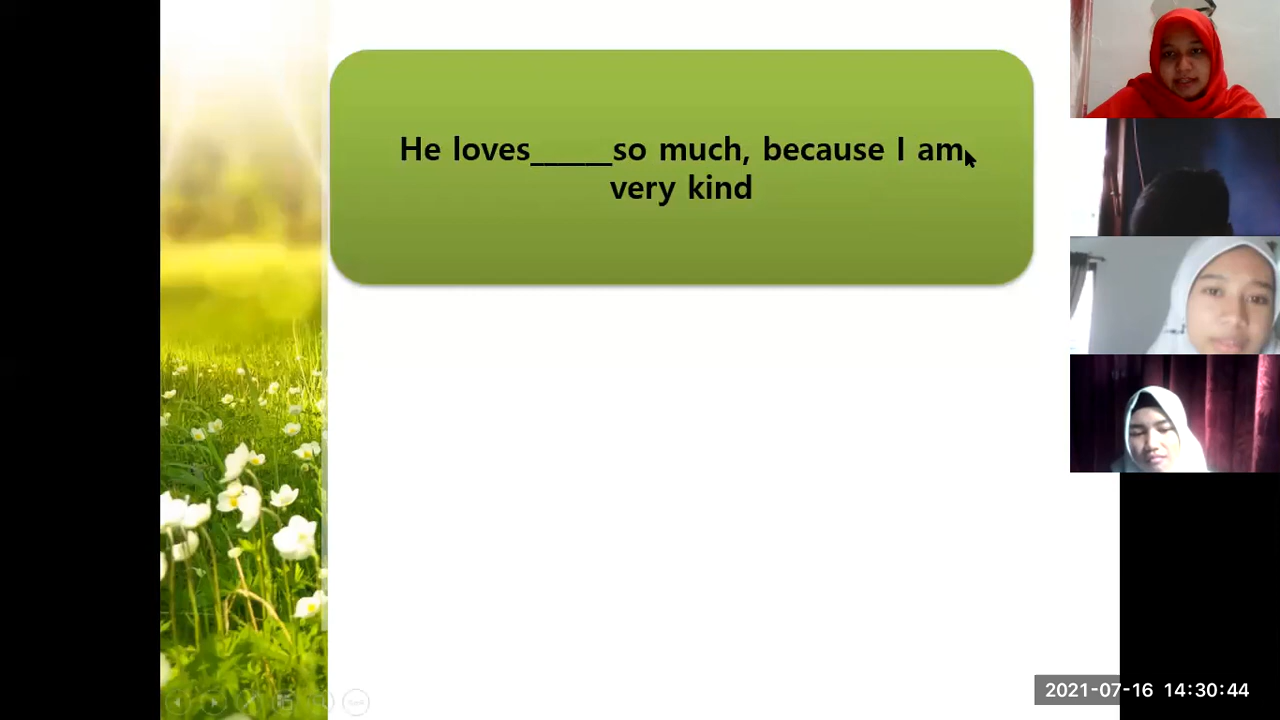 He loves______so much, because I am
very kind
2021-07-16 14:30:44